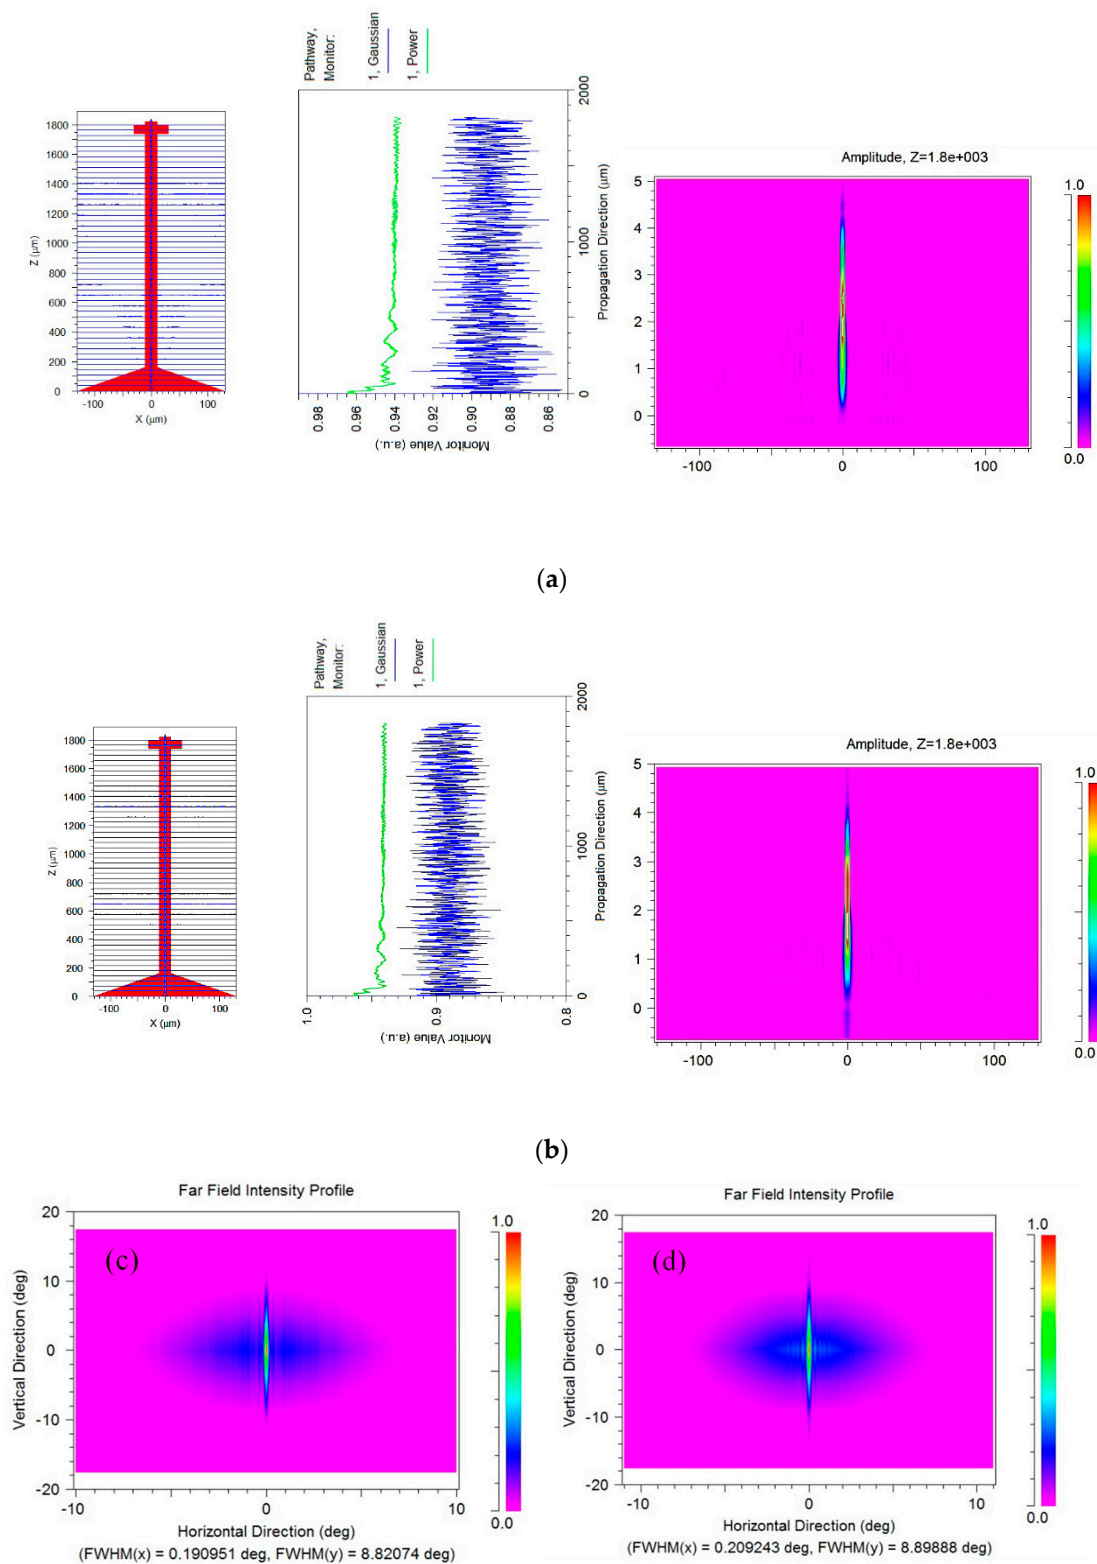 Pathway,
Monitor:
1, Gaussian
1, Power
1800
1600
1400
1200
1000
800
600
400
200
0
Z (μm)
-100
0
100
X (μm)
2000
1000
0
Propagation Direction (μm)
0.98
0.96
0.94
0.92
0.90
0.88
0.86
Monitor Value (a.u.)
Amplitude, Z=1.8e+003
5
4
3
2
1
0
-100
0
100
1.0
0.0
(a)
Pathway,
Monitor:
1, Gaussian
1, Power
1800
1600
1400
1200
1000
800
600
400
200
0
Z (μm)
-100
0
100
X (μm)
2000
1000
0
Propagation Direction (μm)
1.0
0.9
0.8
Monitor Value (a.u.)
Amplitude, Z=1.8e+003
5
4
3
2
1
0
-100
0
100
1.0
0.0
(b)
Far Field Intensity Profile
(c)
20
10
0
-10
-20
Vertical Direction (deg)
-10
0
10
Horizontal Direction (deg)
(FWHM(x) = 0.190951 deg, FWHM(y) = 8.82074 deg)
1.0
0.0
Far Field Intensity Profile
(d)
20
10
0
-10
-20
Vertical Direction (deg)
-10
0
10
Horizontal Direction (deg)
(FWHM(x) = 0.209243 deg, FWHM(y) = 8.89888 deg)
1.0
0.0